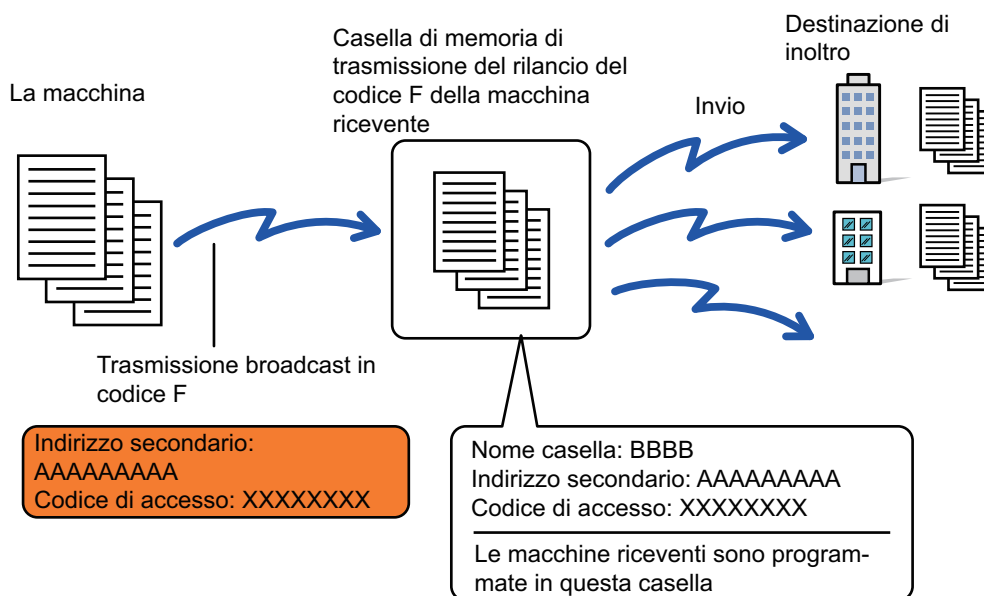 La macchina
Casella di memoria di
trasmissione del rilancio del
codice F della macchina
ricevente
Invio
Destinazione di
inoltro
Trasmissione broadcast in
codice F
Indirizzo secondario:
AAAAAAAAA
Codice di accesso: XXXXXXXX
Nome casella: BBBB
Indirizzo secondario: AAAAAAAAA
Codice di accesso: XXXXXXXX
Le macchine riceventi sono program-
mate in questa casella